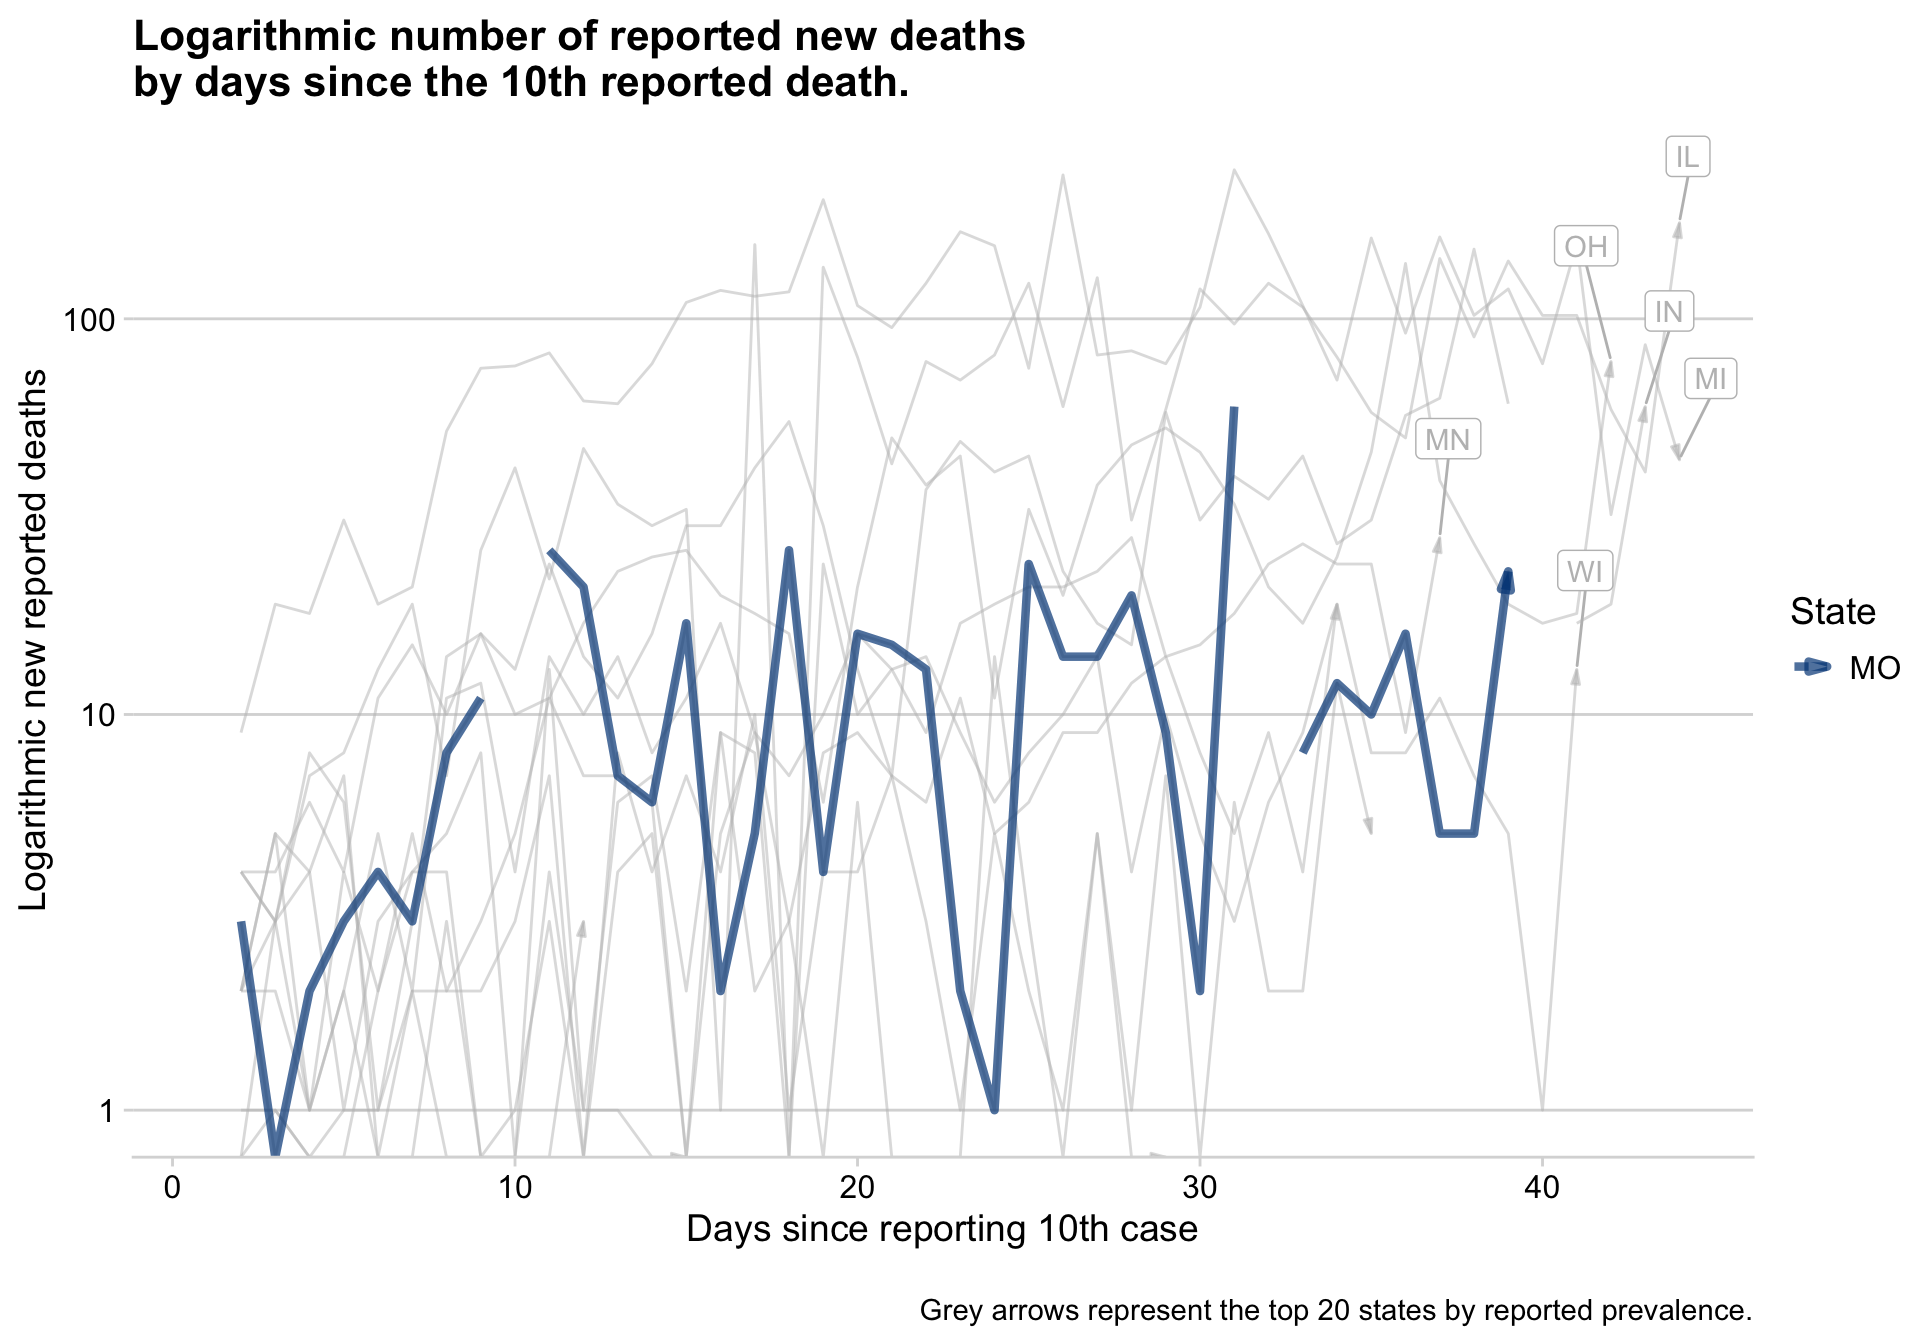 Logarithmic number of reported new deaths
by days since the 10th reported death.
IL
OH
IN
100
MI
MN
Logarithmic new reported deaths
WI
State
MO
10
1
0 10 20 30 40
Days since reporting 10th case
Grey arrows represent the top 20 states by reported prevalence.